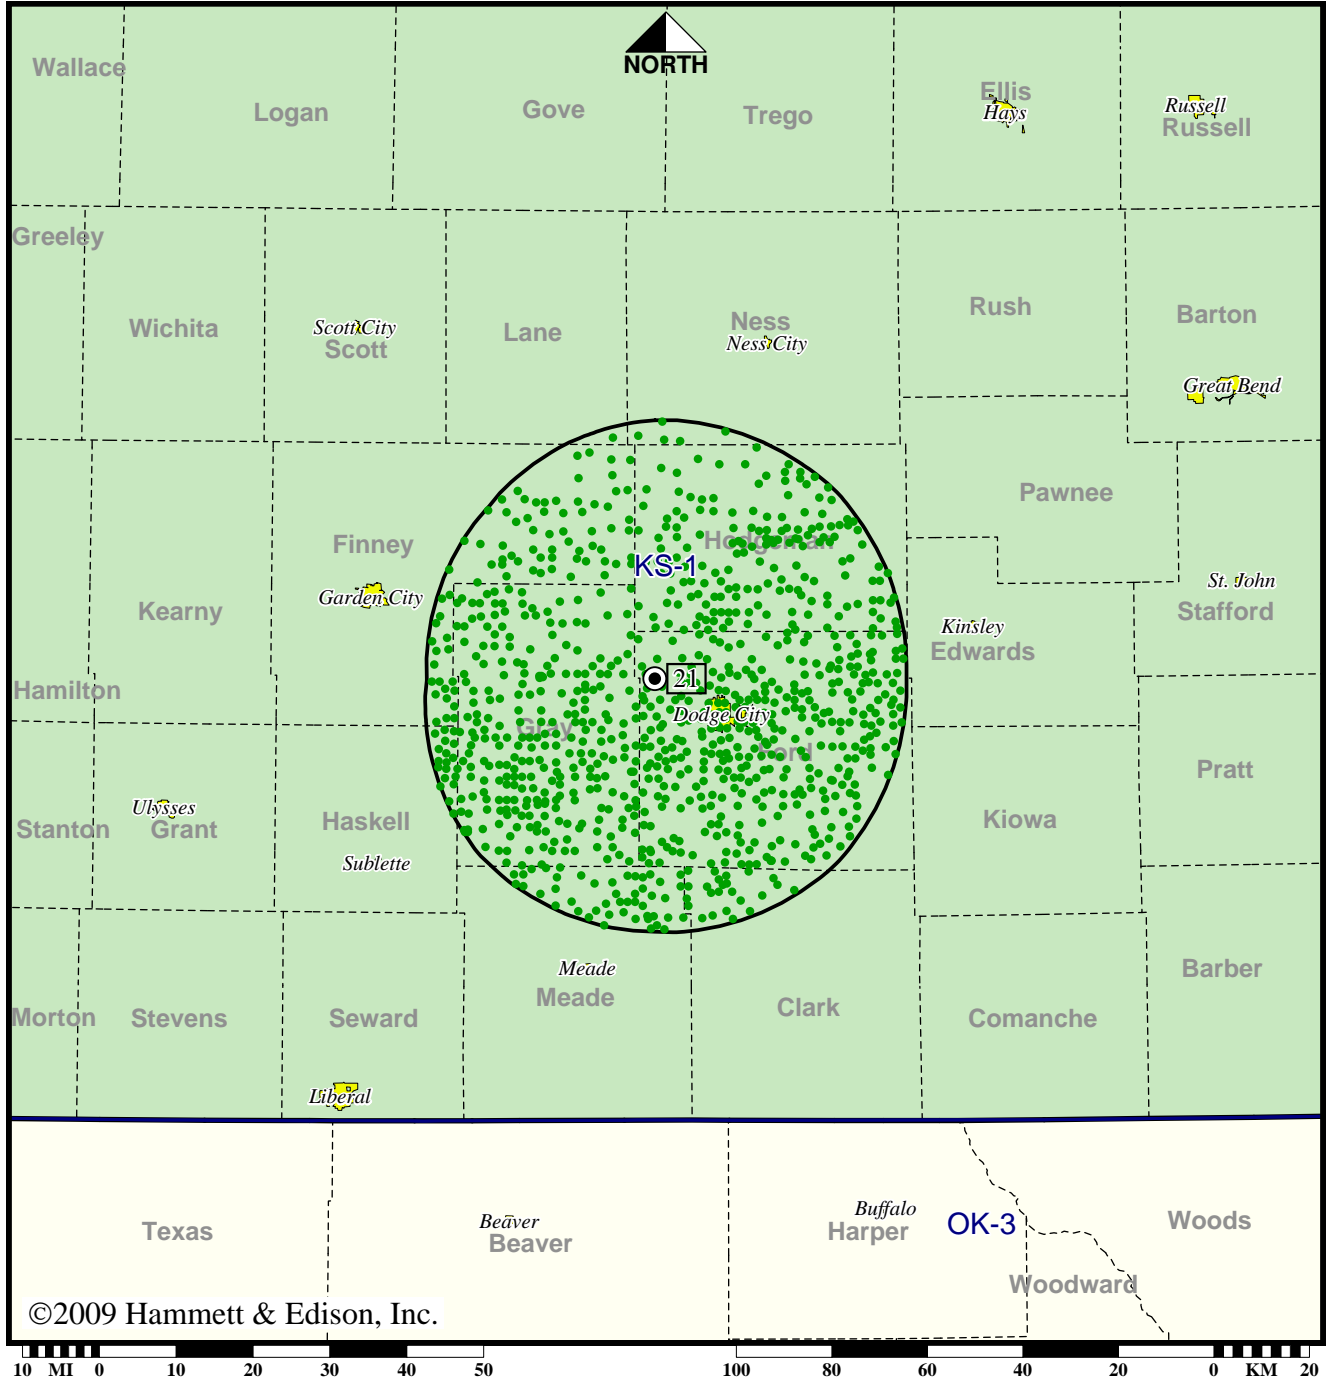 NORTH
Wallace
Logan
Gove
Trego
Ellis
Hays
Russell
Russell
Greeley
Wichita
Scott City
Scott
Lane
Ness
Ness City
Rush
Barton
Great Bend
Finney
Garden City
Kearny
Hamilton
Hodgeman
KS-1
Pawnee
St. John
Stafford
Kinsley
Edwards
21
Dodge City
Gray
Ford
Pratt
Ulysses
Stanton
Grant
Haskell
Sublette
Kiowa
Meade
Meade
Clark
Barber
Morton
Stevens
Seward
Comanche
Liberal
Texas
Beaver
Beaver
Buffalo
Harper
OK-3
Woods
Woodward
©2009 Hammett & Edison, Inc.
10 MI 0 10 20 30 40 50 100 80 60 40 20 0 KM 20